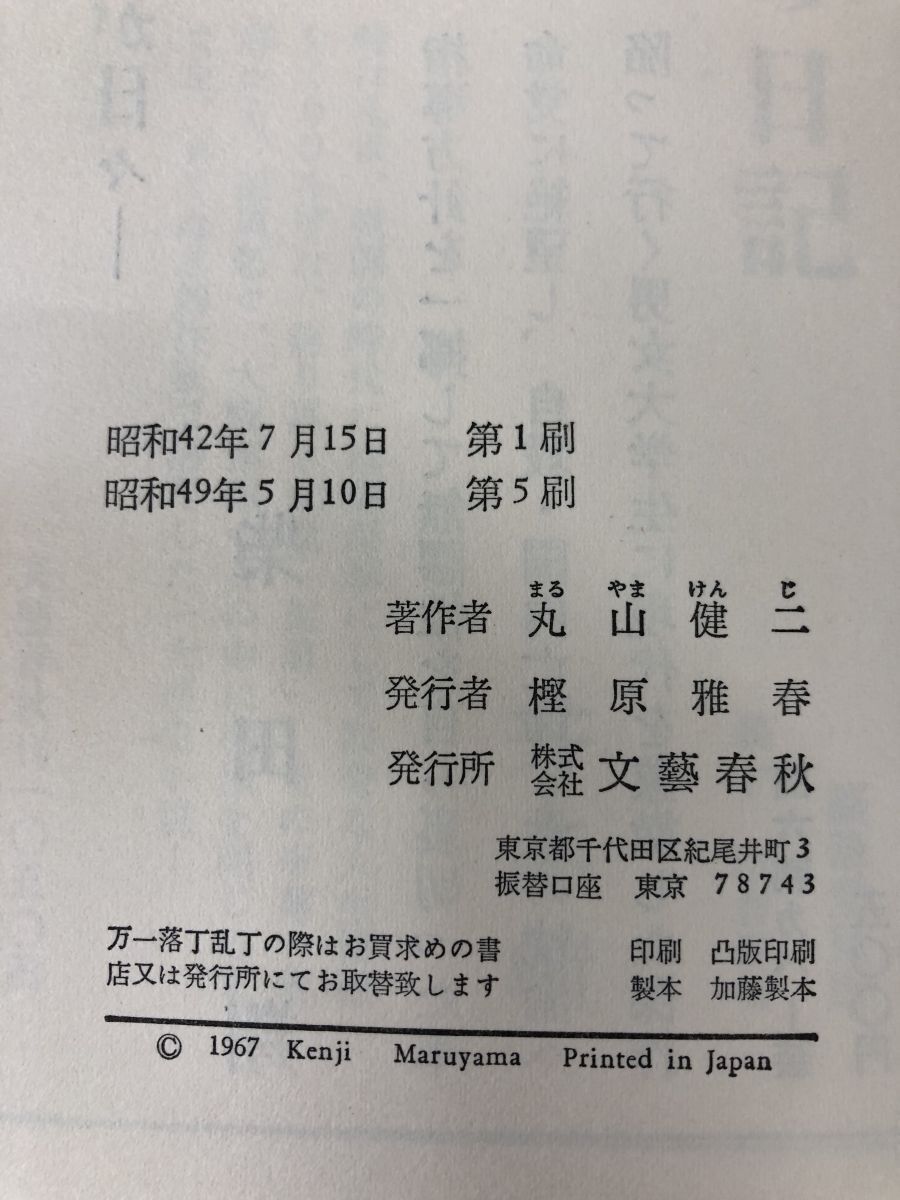 昭和42年7月15日 第1刷
昭和49年5月10日 第5刷
まる やま けん じ
著作者 丸山健二
発行者 樫原雅春
発行所 株式会社 文藝春秋
東京都千代田区紀尾井町3
振替口座 東京 78743
万一落丁乱丁の際はお買求めの書
店又は発行所にてお取替致します
印刷 凸版印刷
製本 加藤製本
© 1967 Kenji Maruyama Printed in Japan